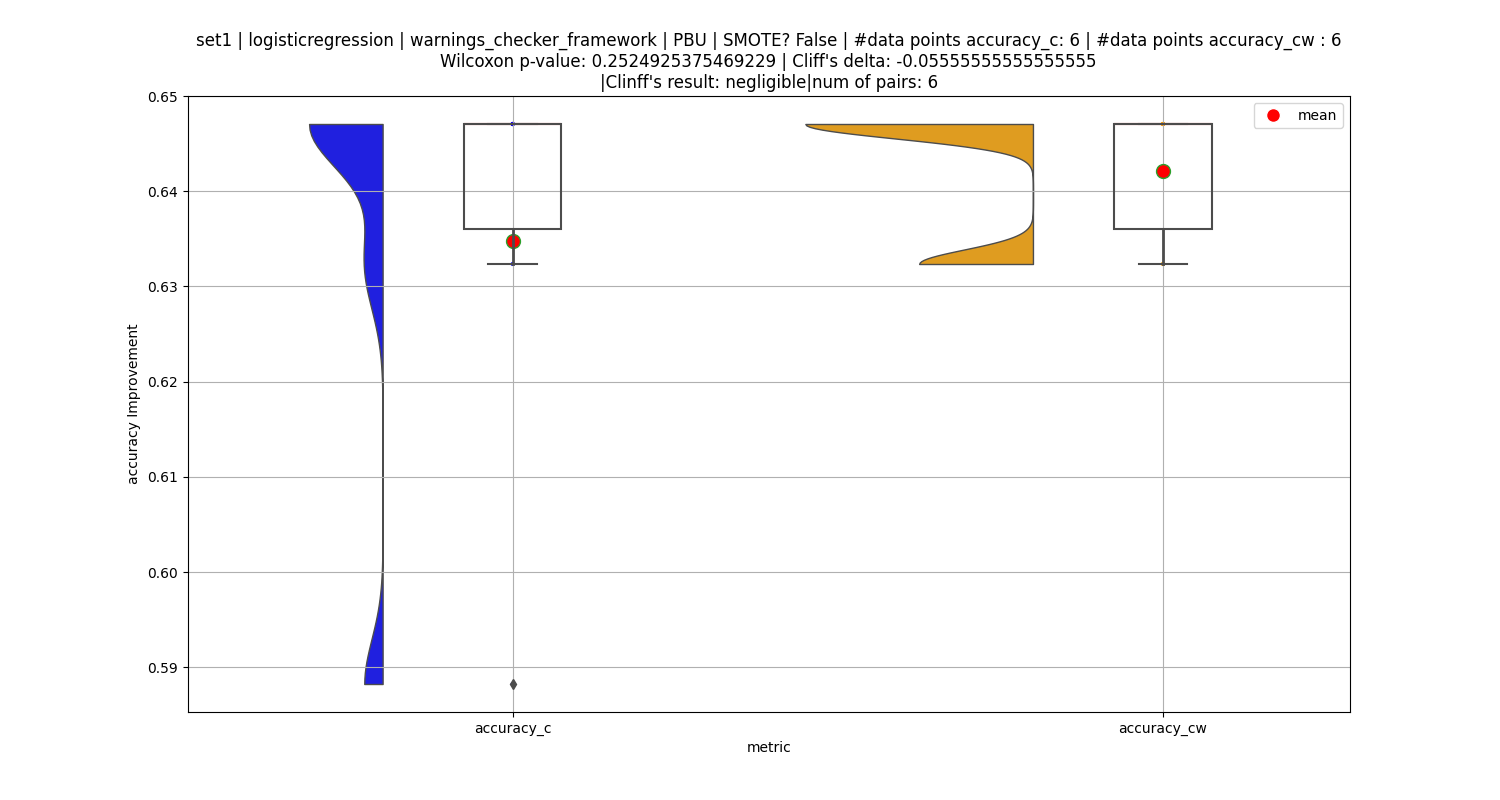 set1 | logisticregression | warnings_checker_framework | PBU | SMOTE? False | #data points accuracy_c: 6 | #data points accuracy_cw : 6
Wilcoxon p-value: 0.2524925375469229 | Cliff's delta: -0.05555555555555555
|Clinff's result: negligible|num of pairs: 6
mean
0.65
0.64
0.63
0.62
0.61
0.60
0.59
accuracy Improvement
accuracy_c
accuracy_cw
metric